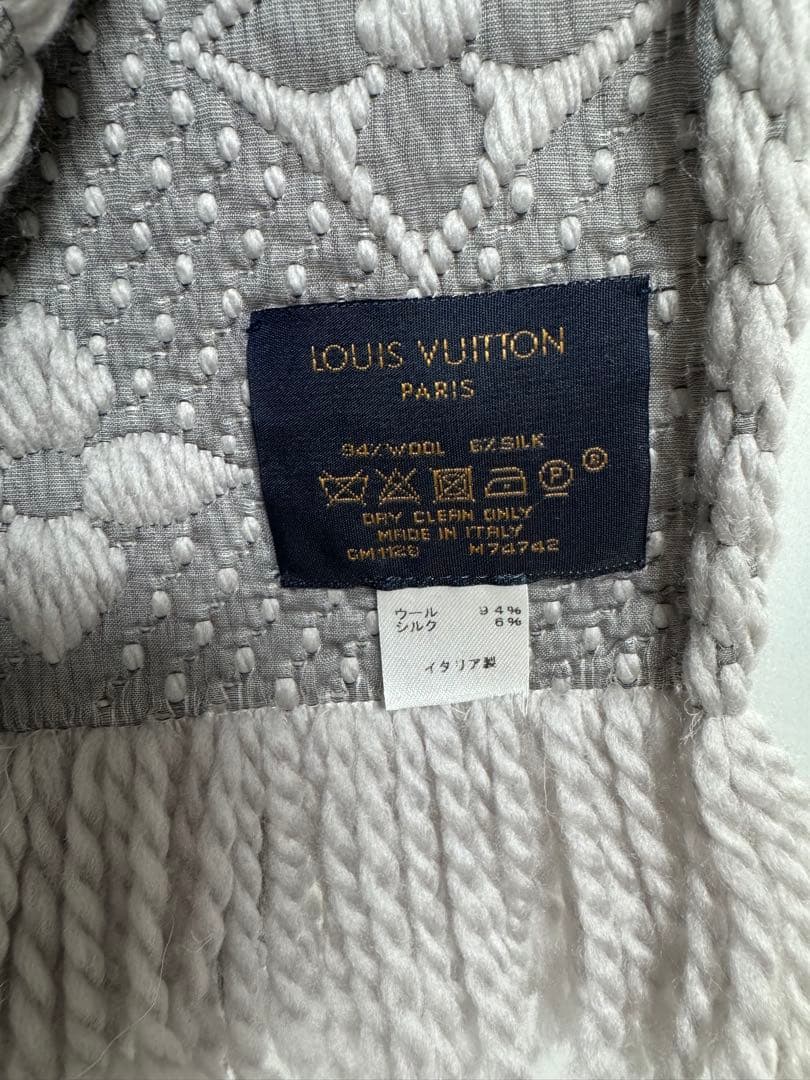 LOUIS VUITTON
PARIS
94% WOOL 6% SILK
P ®
DRY CLEAN ONLY
MADE IN ITALY
GM1128 M74742
ウール 94%
シルク 6%
イタリア製